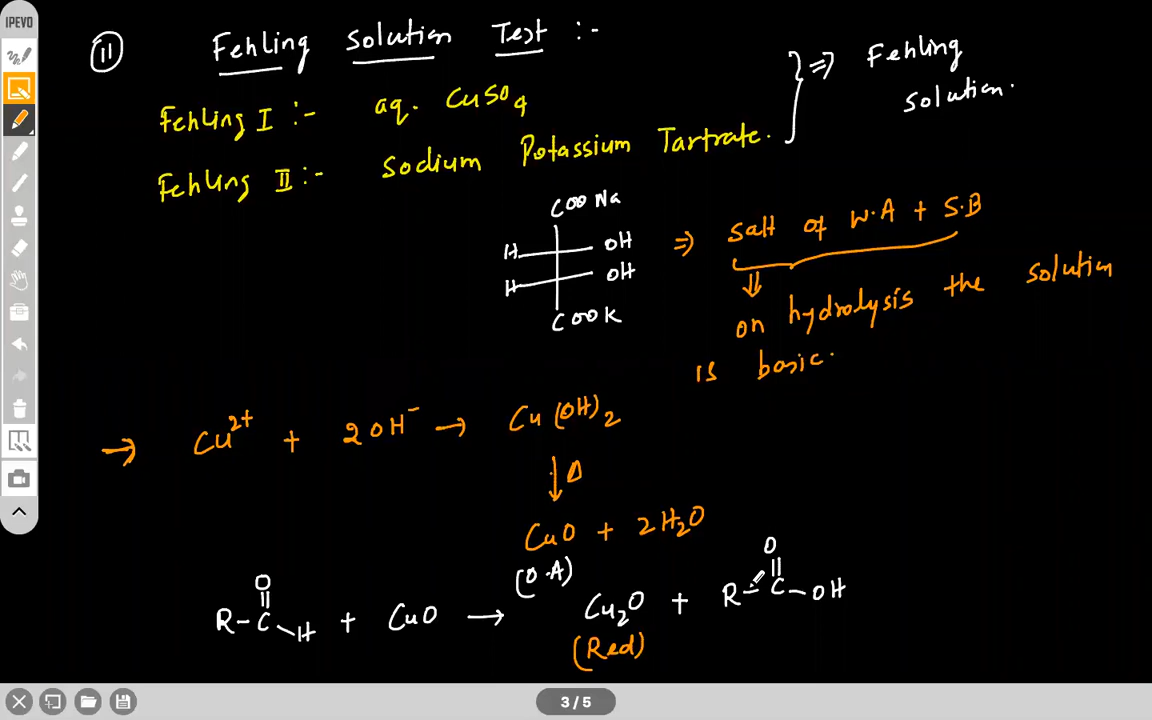 IPEVO
(11) Fehling Solution Test :-
Fehling I :- aq. CuSO₄
Fehling II :- Sodium Potassium Tartrate.
} ⇒ Fehling
Solution.
COONa
H OH
H OH
COOK
⇒ Salt of W.A + S.B
⇓
on hydrolysis the solution
is basic.
→ Cu²⁺ + 2OH⁻ → Cu(OH)₂
↓ Δ
CuO + 2H₂O
(O.A)
O
||
R-C-H + CuO → Cu₂O + R-C-OH
O
||
(Red)
3 / 5